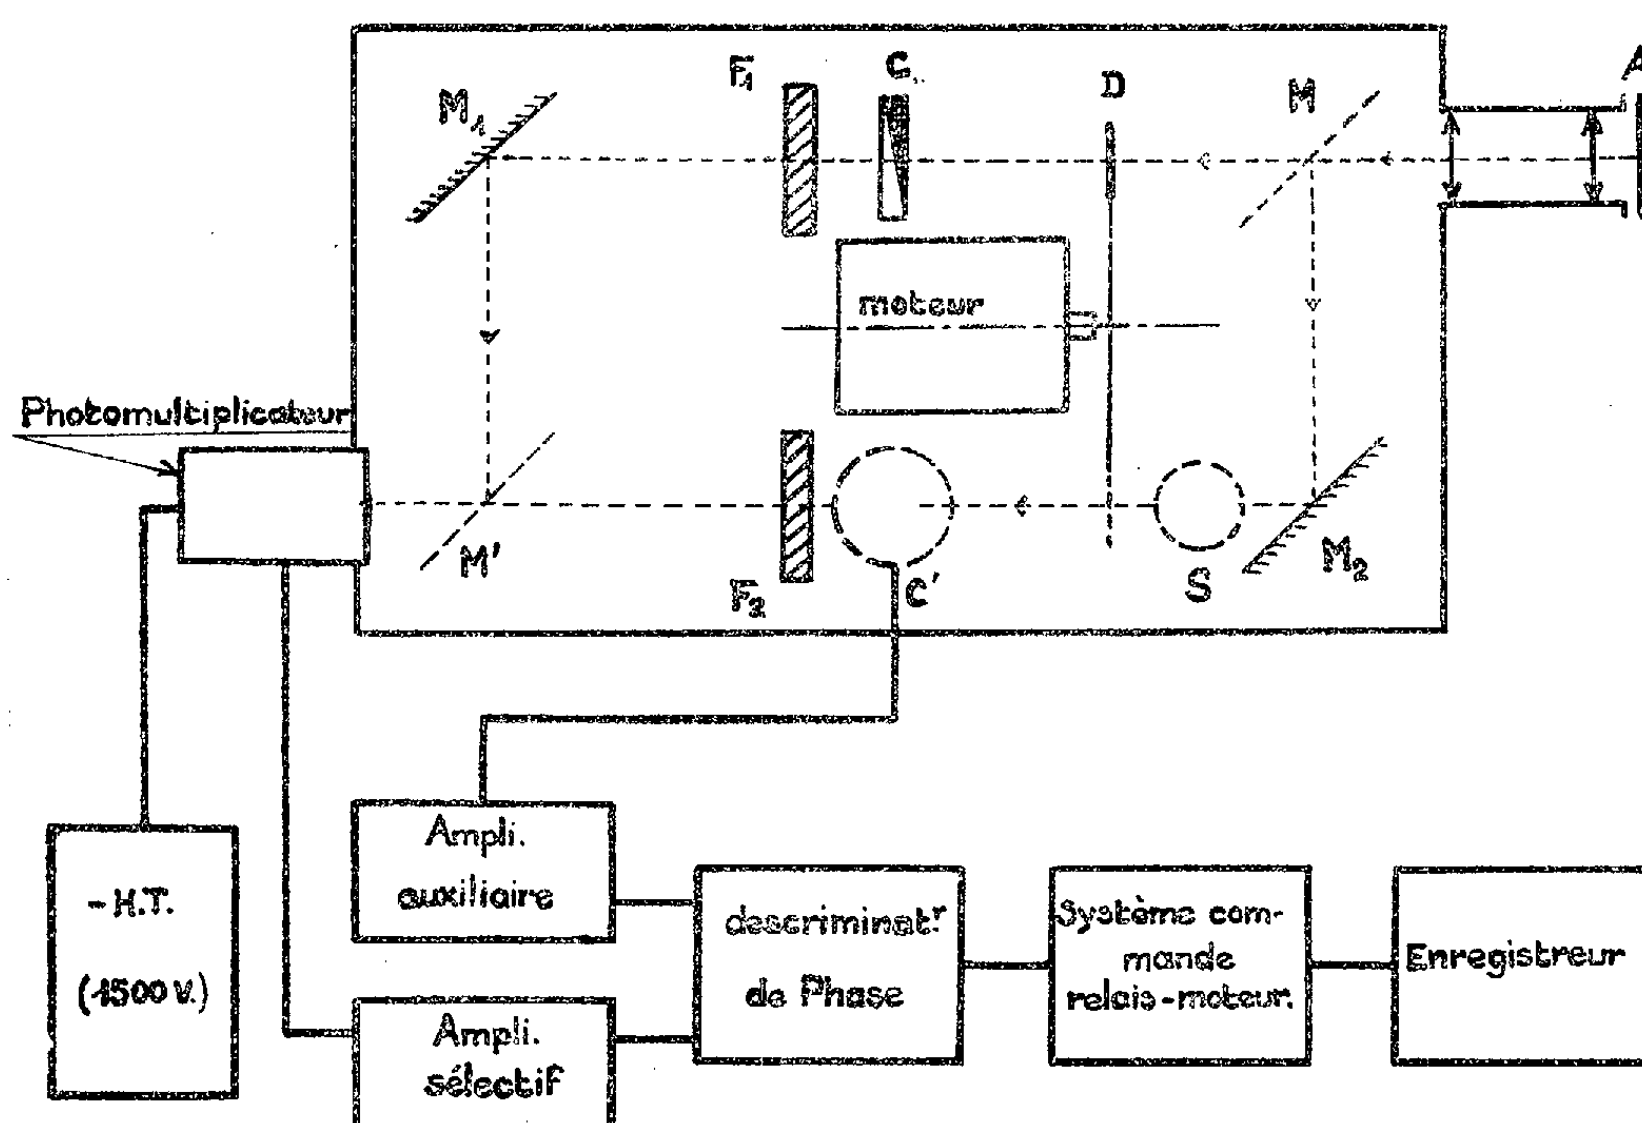 A
F1
C
D
M
M1
moteur
Photomultiplicateur
M'
F2
C'
S
M2
Ampli.
auxiliaire
- H.T.
(1500 V.)
descriminatr.
de Phase
Système com-
mande
relais-moteur.
Enregistreur
Ampli.
sélectif